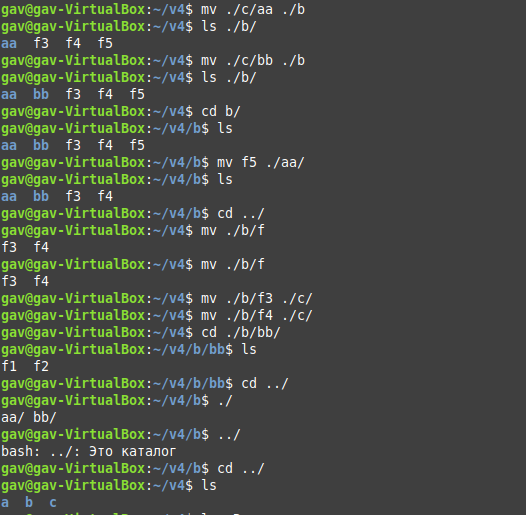 gav@gav-VirtualBox:~/v4$ mv ./c/aa ./b
gav@gav-VirtualBox:~/v4$ ls ./b/
aa  f3  f4  f5
gav@gav-VirtualBox:~/v4$ mv ./c/bb ./b
gav@gav-VirtualBox:~/v4$ ls ./b/
aa  bb  f3  f4  f5
gav@gav-VirtualBox:~/v4$ cd b/
gav@gav-VirtualBox:~/v4/b$ ls
aa  bb  f3  f4  f5
gav@gav-VirtualBox:~/v4/b$ mv f5 ./aa/
gav@gav-VirtualBox:~/v4/b$ ls
aa  bb  f3  f4
gav@gav-VirtualBox:~/v4/b$ cd ../
gav@gav-VirtualBox:~/v4$ mv ./b/f
f3  f4
gav@gav-VirtualBox:~/v4$ mv ./b/f
f3  f4
gav@gav-VirtualBox:~/v4$ mv ./b/f3 ./c/
gav@gav-VirtualBox:~/v4$ mv ./b/f4 ./c/
gav@gav-VirtualBox:~/v4$ cd ./b/bb/
gav@gav-VirtualBox:~/v4/b/bb$ ls
f1  f2
gav@gav-VirtualBox:~/v4/b/bb$ cd ../
gav@gav-VirtualBox:~/v4/b$ ./
aa/ bb/
gav@gav-VirtualBox:~/v4/b$ ../
bash: ../: Это каталог
gav@gav-VirtualBox:~/v4/b$ cd ../
gav@gav-VirtualBox:~/v4$ ls
a  b  c